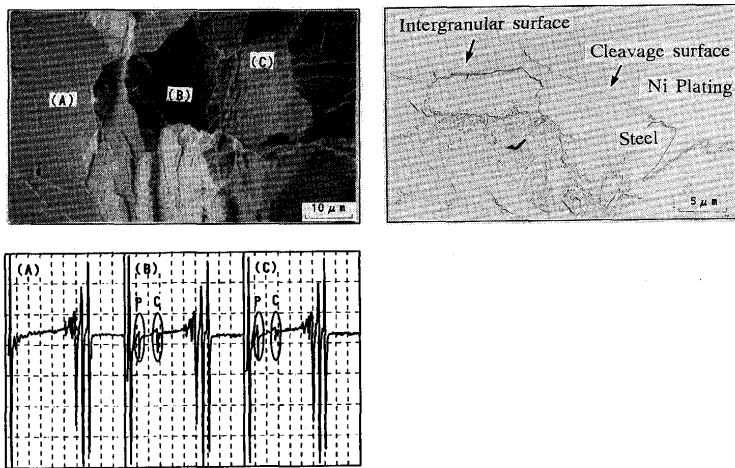 (A)
(B)
(C)
10 μm
Intergranular surface
Cleavage surface
Ni Plating
Steel
5 μm
(A) (B) (C)
P C P C